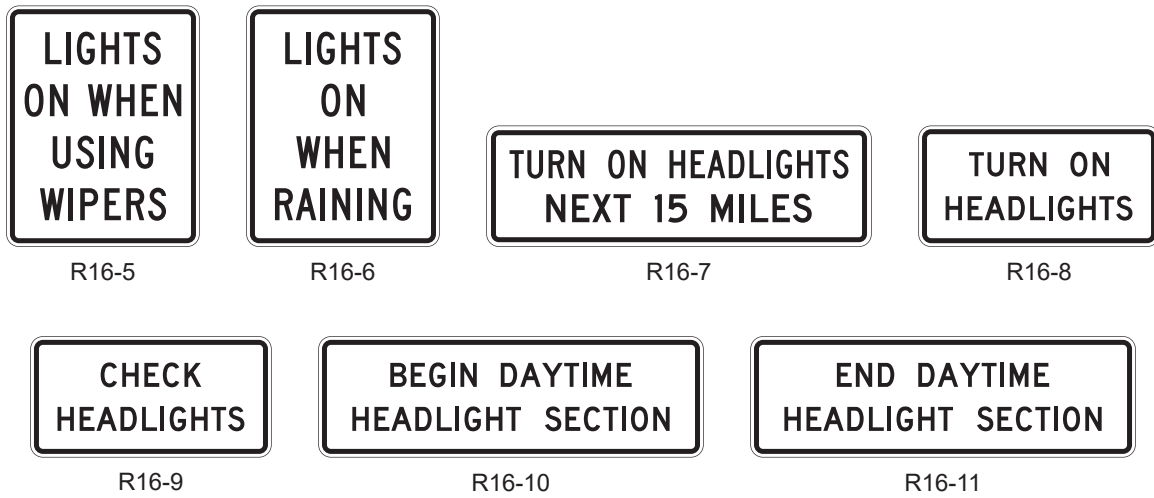 LIGHTS
ON WHEN
USING
WIPERS
R16-5
LIGHTS
ON
WHEN
RAINING
R16-6
TURN ON HEADLIGHTS
NEXT 15 MILES
R16-7
TURN ON
HEADLIGHTS
R16-8
CHECK
HEADLIGHTS
R16-9
BEGIN DAYTIME
HEADLIGHT SECTION
R16-10
END DAYTIME
HEADLIGHT SECTION
R16-11